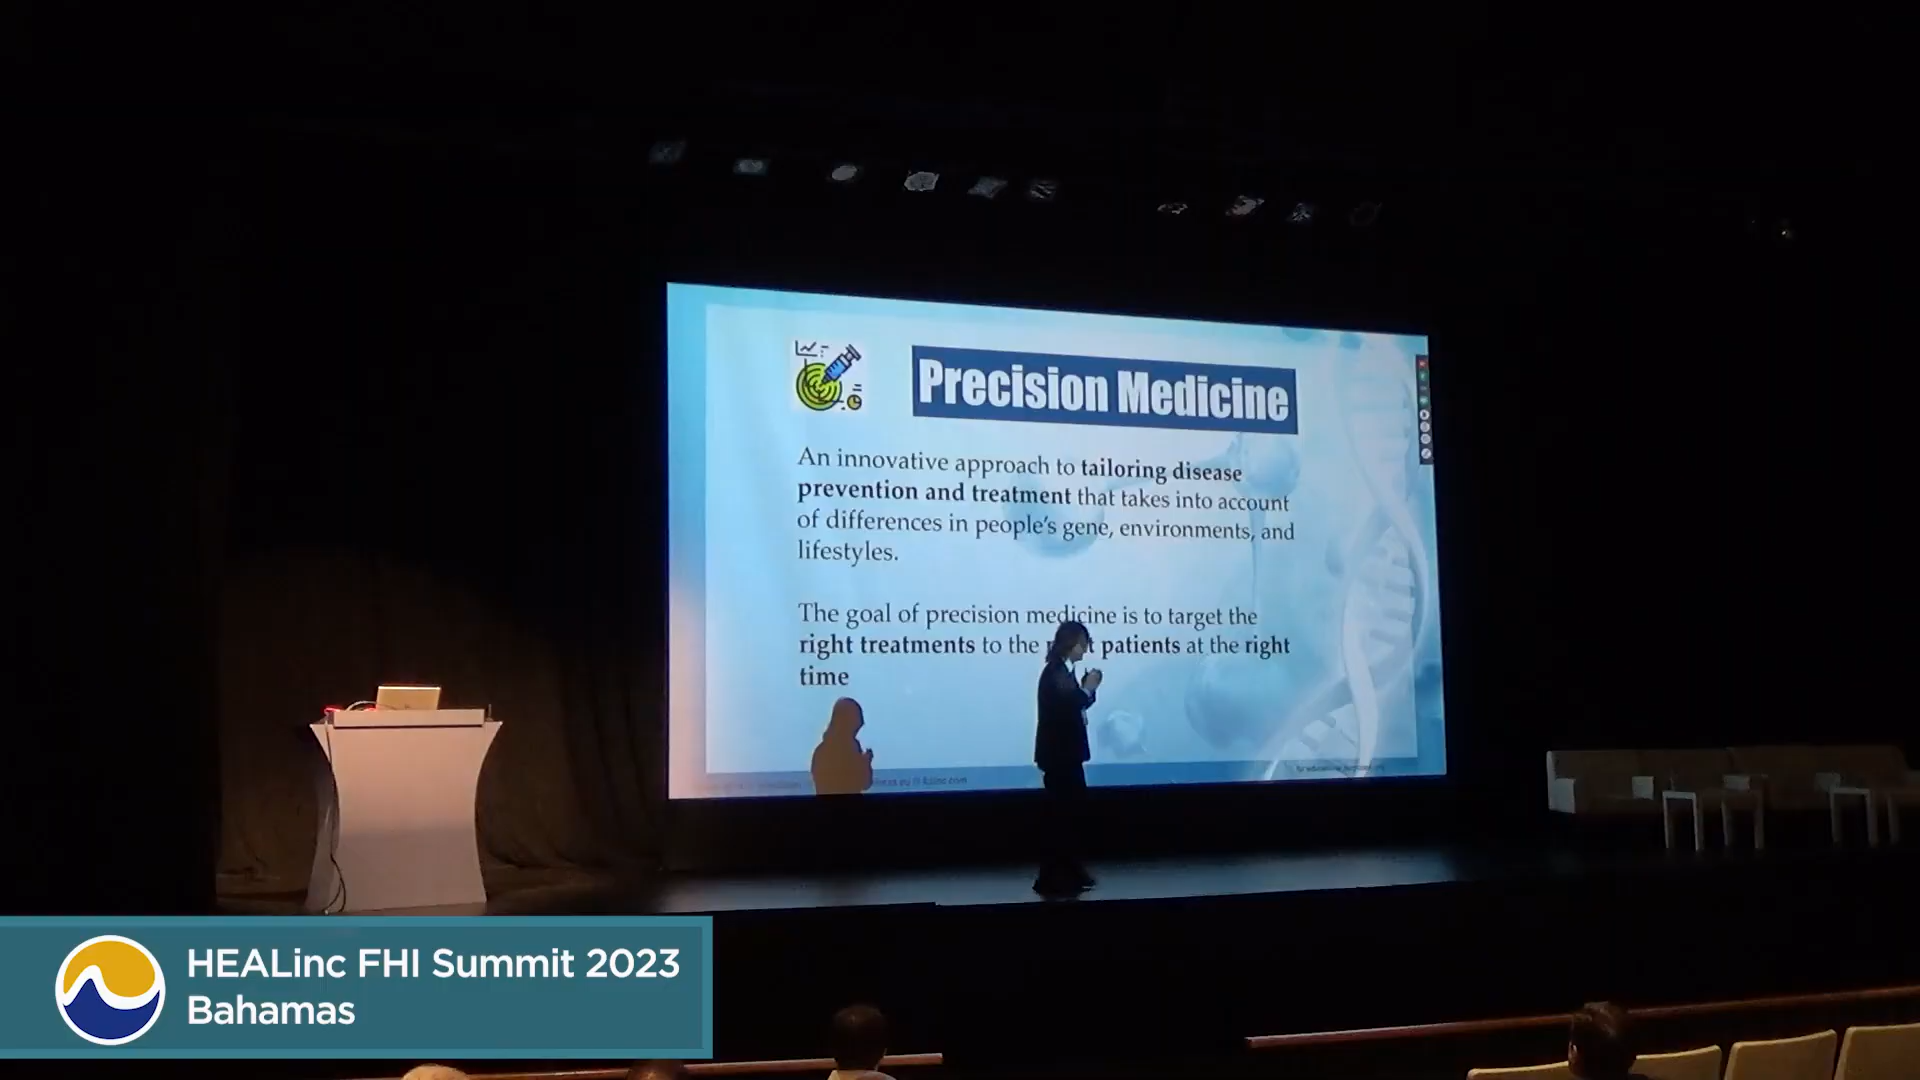 Precision Medicine
An innovative approach to tailoring disease
prevention and treatment that takes into account
of differences in people's gene, environments, and
lifestyles.
The goal of precision medicine is to target the
right treatments to the patients at the right
time
HEALinc FHI Summit 2023
Bahamas